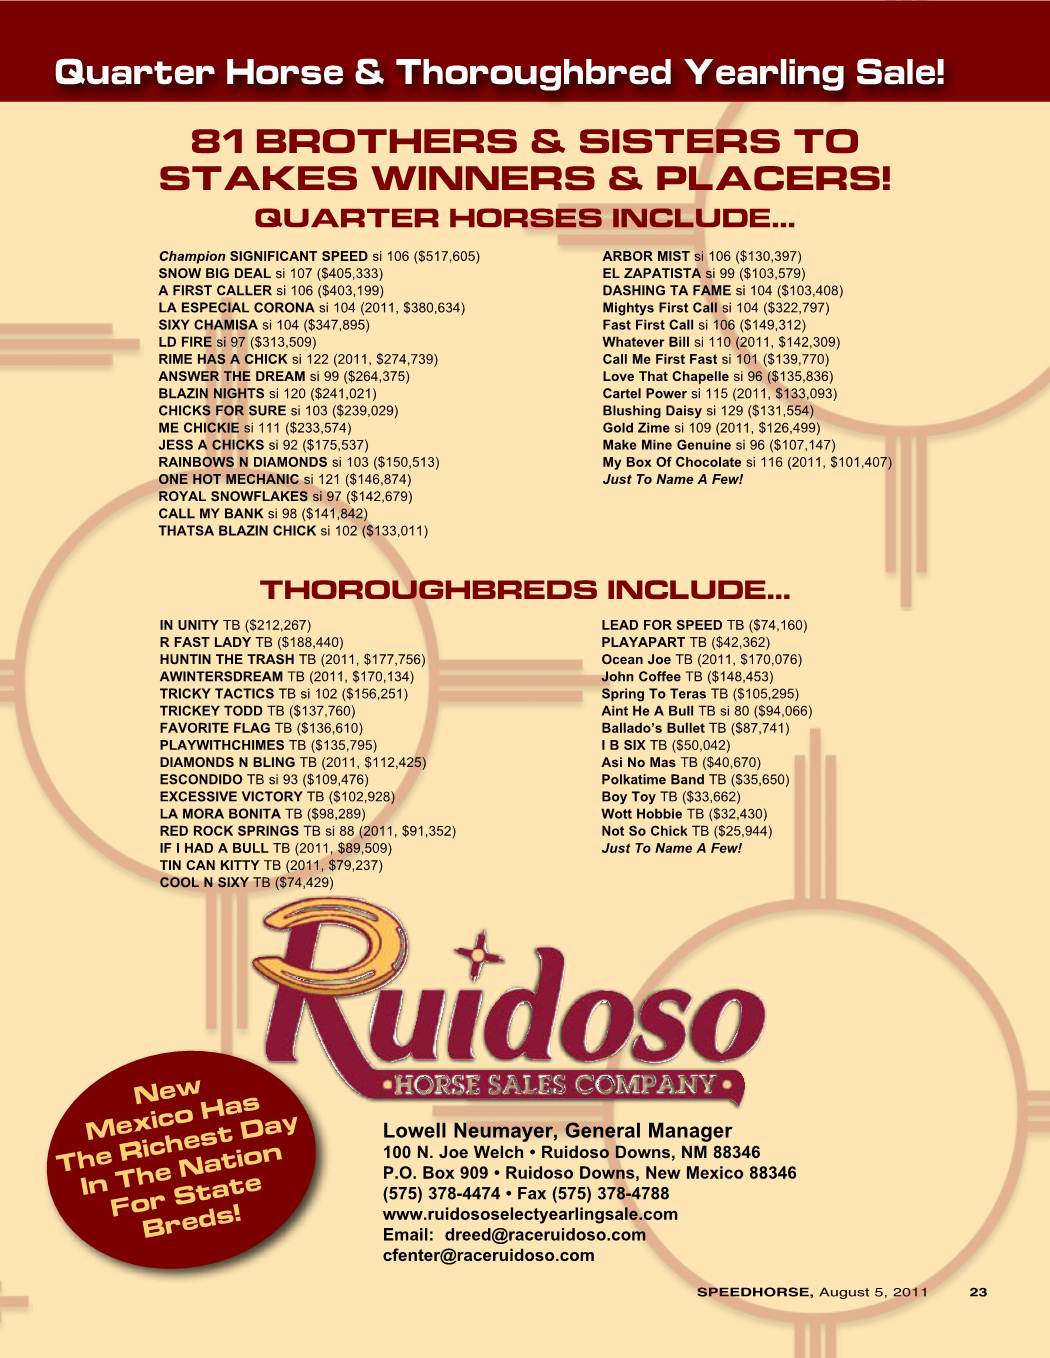 Quarter Horse & Thoroughbred Yearling Sale!
81 BROTHERS & SISTERS TO
STAKES WINNERS & PLACERS!
QUARTER HORSES INCLUDE...
Champion SIGNIFICANT SPEED si 106 ($517,605)
SNOW BIG DEAL si 107 ($405,333)
A FIRST CALLER si 106 ($403,199)
LA ESPECIAL CORONA si 104 (2011, $380,634)
SIXY CHAMISA si 104 ($347,895)
LD FIRE si 97 ($313,509)
RIME HAS A CHICK si 122 (2011, $274,739)
ANSWER THE DREAM si 99 ($264,375)
BLAZIN NIGHTS si 120 ($241,021)
CHICKS FOR SURE si 103 ($239,029)
ME CHICKIE si 111 ($233,574)
JESS A CHICKS si 92 ($175,537)
RAINBOWS N DIAMONDS si 103 ($150,513)
ONE HOT MECHANIC si 121 ($146,874)
ROYAL SNOWFLAKES si 97 ($142,679)
CALL MY BANK si 98 ($141,842)
THATSA BLAZIN CHICK si 102 ($133,011)
ARBOR MIST si 106 ($130,397)
EL ZAPATISTA si 99 ($103,579)
DASHING TA FAME si 104 ($103,408)
Mightys First Call si 104 ($322,797)
Fast First Call si 106 ($149,312)
Whatever Bill si 110 (2011, $142,309)
Call Me First Fast si 101 ($139,770)
Love That Chapelle si 96 ($135,836)
Cartel Power si 115 (2011, $133,093)
Blushing Daisy si 129 ($131,554)
Gold Zime si 109 (2011, $126,499)
Make Mine Genuine si 96 ($107,147)
My Box Of Chocolate si 116 (2011, $101,407)
Just To Name A Few!
THOROUGHBREDS INCLUDE...
IN UNITY TB ($212,267)
R FAST LADY TB ($188,440)
HUNTIN THE TRASH TB (2011, $177,756)
AWINTERSDREAM TB (2011, $170,134)
TRICKY TACTICS TB si 102 ($156,251)
TRICKEY TODD TB ($137,760)
FAVORITE FLAG TB ($136,610)
PLAYWITHCHIMES TB ($135,795)
DIAMONDS N BLING TB (2011, $112,425)
ESCONDIDO TB si 93 ($109,476)
EXCESSIVE VICTORY TB ($102,928)
LA MORA BONITA TB ($98,289)
RED ROCK SPRINGS TB si 88 (2011, $91,352)
IF I HAD A BULL TB (2011, $89,509)
TIN CAN KITTY TB (2011, $79,237)
COOL N SIXY TB ($74,429)
LEAD FOR SPEED TB ($74,160)
PLAYAPART TB ($42,362)
Ocean Joe TB (2011, $170,076)
John Coffee TB ($148,453)
Spring To Teras TB ($105,295)
Aint He A Bull TB si 80 ($94,066)
Ballado's Bullet TB ($87,741)
I B SIX TB ($50,042)
Asi No Mas TB ($40,670)
Polkatime Band TB ($35,650)
Boy Toy TB ($33,662)
Wott Hobbie TB ($32,430)
Not So Chick TB ($25,944)
Just To Name A Few!
Ruidoso
•HORSE SALES COMPANY•
New
Mexico Has
The Richest Day
In The Nation
For State
Breds!
Lowell Neumayer, General Manager
100 N. Joe Welch • Ruidoso Downs, NM 88346
P.O. Box 909 • Ruidoso Downs, New Mexico 88346
(575) 378-4474 • Fax (575) 378-4788
www.ruidososelectyearlingsale.com
Email:  dreed@raceruidoso.com
cfenter@raceruidoso.com
SPEEDHORSE, August 5, 2011 23